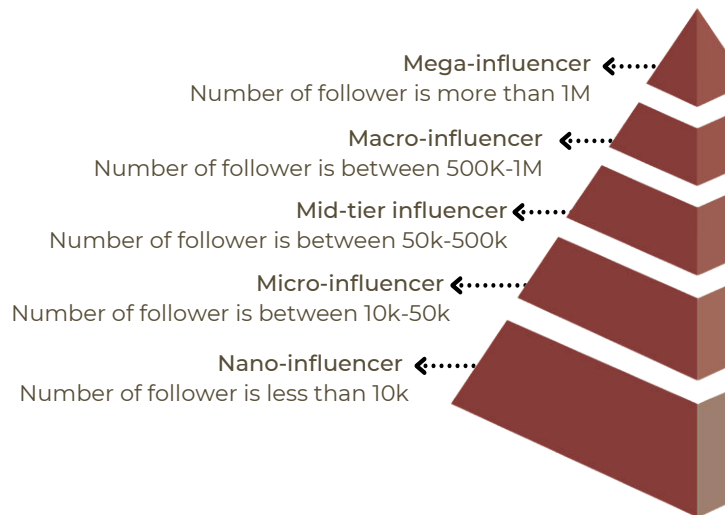 Mega-influencer
Number of follower is more than 1M
Macro-influencer
Number of follower is between 500K-1M
Mid-tier influencer
Number of follower is between 50k-500k
Micro-influencer
Number of follower is between 10k-50k
Nano-influencer
Number of follower is less than 10k